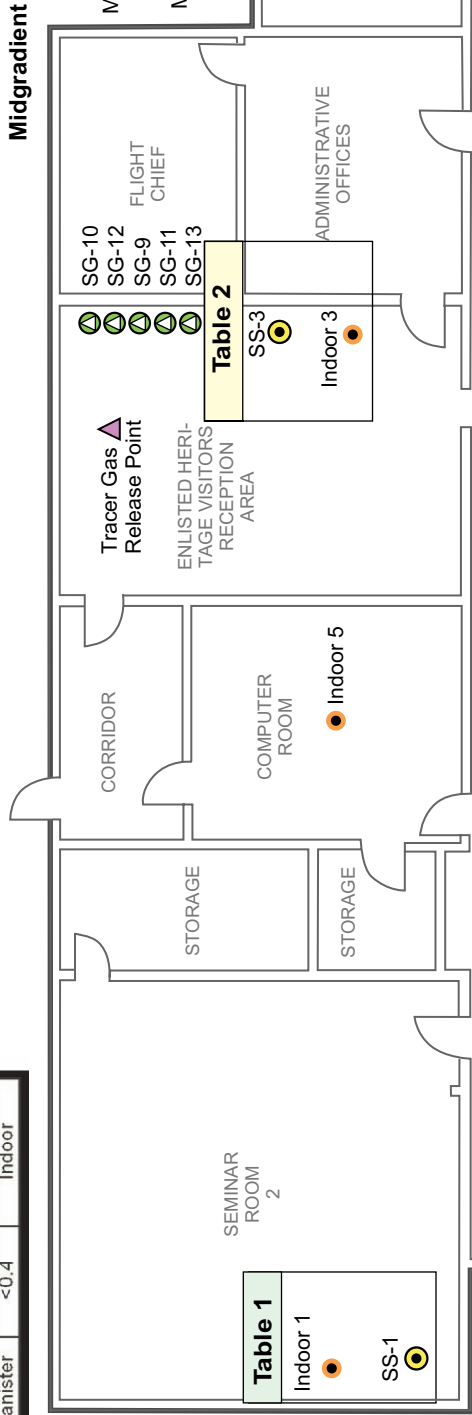 Midgradient
M
M
anister
<0.4
Indoor
FLIGHT
CHIEF
ADMINISTRATIVE
OFFICES
SG-10
SG-12
SG-9
SG-11
SG-13
Table 2
SS-3
Indoor 3
Tracer Gas
Release Point
ENLISTED HERI-
TAGE VISITORS
RECEPTION
AREA
CORRIDOR
COMPUTER
ROOM
Indoor 5
STORAGE
STORAGE
SEMINAR
ROOM
2
Table 1
Indoor 1
SS-1